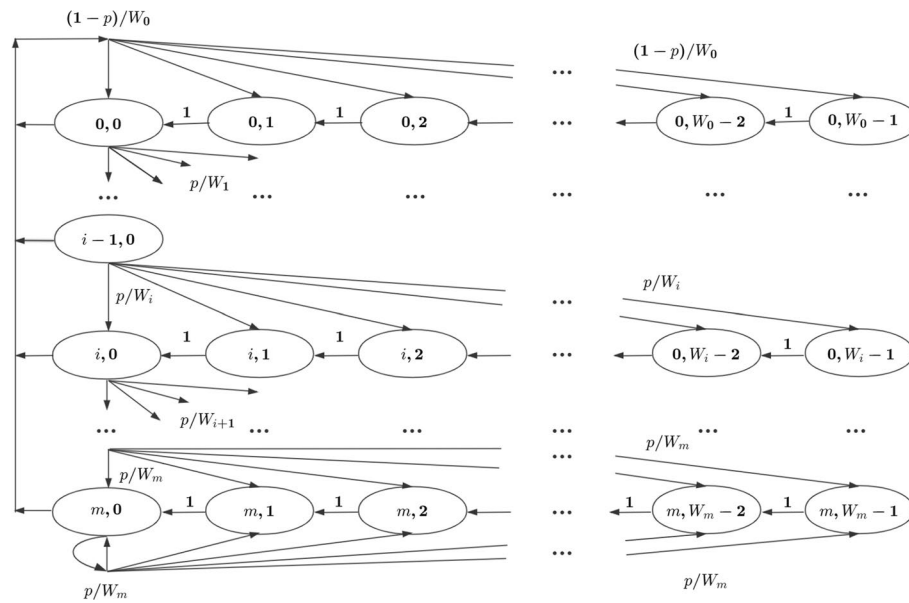 (1 − p)/W₀
(1 − p)/W₀
...
0, 0
1
0, 1
1
0, 2
...
0, W₀ − 2
1
0, W₀ − 1
p/W₁
...
...
...
...
...
...
i − 1, 0
p/Wᵢ
p/Wᵢ
...
i, 0
1
i, 1
1
i, 2
...
0, Wᵢ − 2
1
0, Wᵢ − 1
p/Wᵢ₊₁
...
...
...
...
...
...
p/Wₘ
...
p/Wₘ
m, 0
1
m, 1
1
m, 2
...
1
m, Wₘ − 2
1
m, Wₘ − 1
...
p/Wₘ
p/Wₘ